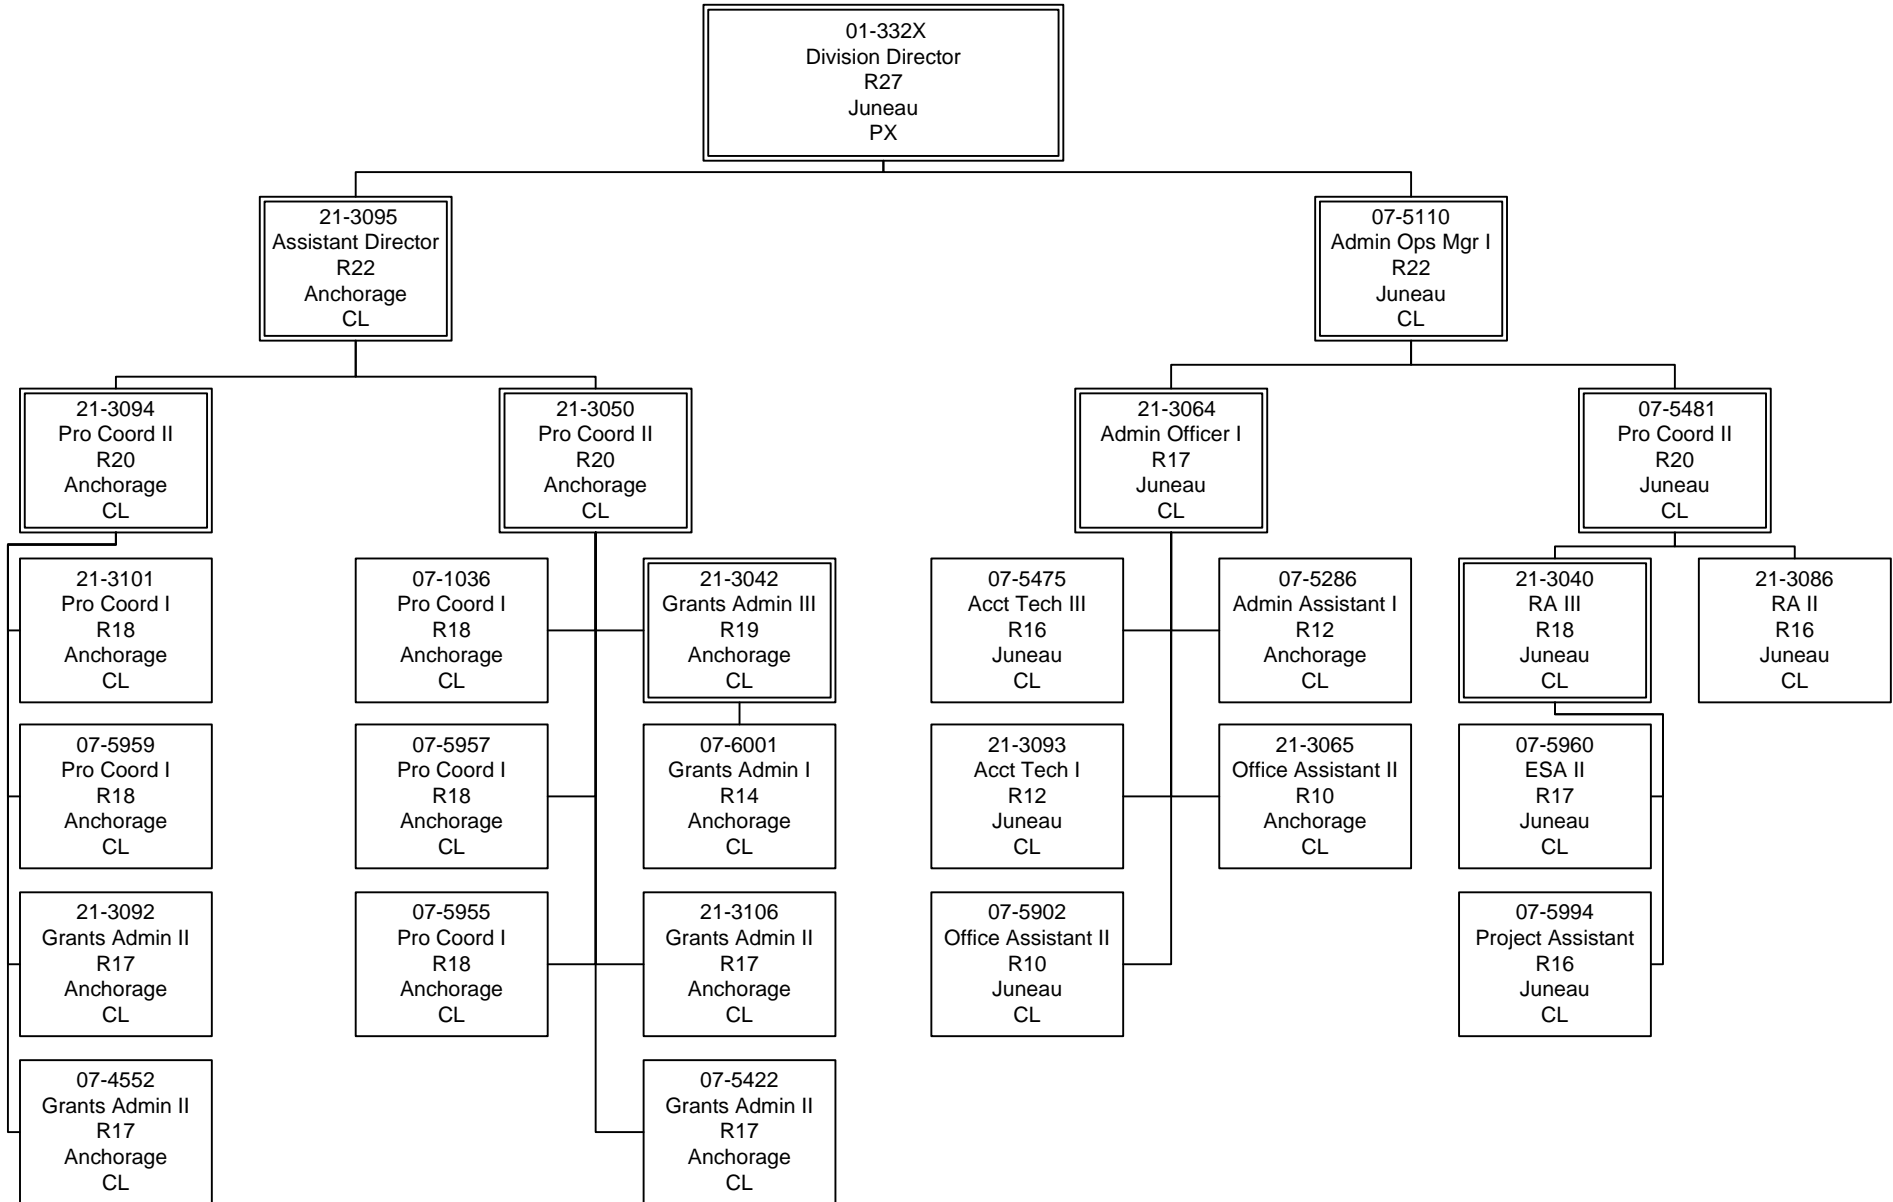 01-332X
Division Director
R27
Juneau
PX
21-3095
Assistant Director
R22
Anchorage
CL
07-5110
Admin Ops Mgr I
R22
Juneau
CL
21-3094
Pro Coord II
R20
Anchorage
CL
21-3050
Pro Coord II
R20
Anchorage
CL
21-3064
Admin Officer I
R17
Juneau
CL
07-5481
Pro Coord II
R20
Juneau
CL
21-3101
Pro Coord I
R18
Anchorage
CL
07-1036
Pro Coord I
R18
Anchorage
CL
21-3042
Grants Admin III
R19
Anchorage
CL
07-5475
Acct Tech III
R16
Juneau
CL
07-5286
Admin Assistant I
R12
Anchorage
CL
21-3040
RA III
R18
Juneau
CL
21-3086
RA II
R16
Juneau
CL
07-5959
Pro Coord I
R18
Anchorage
CL
07-5957
Pro Coord I
R18
Anchorage
CL
07-6001
Grants Admin I
R14
Anchorage
CL
21-3093
Acct Tech I
R12
Juneau
CL
21-3065
Office Assistant II
R10
Anchorage
CL
07-5960
ESA II
R17
Juneau
CL
21-3092
Grants Admin II
R17
Anchorage
CL
07-5955
Pro Coord I
R18
Anchorage
CL
21-3106
Grants Admin II
R17
Anchorage
CL
07-5902
Office Assistant II
R10
Juneau
CL
07-5994
Project Assistant
R16
Juneau
CL
07-4552
Grants Admin II
R17
Anchorage
CL
07-5422
Grants Admin II
R17
Anchorage
CL